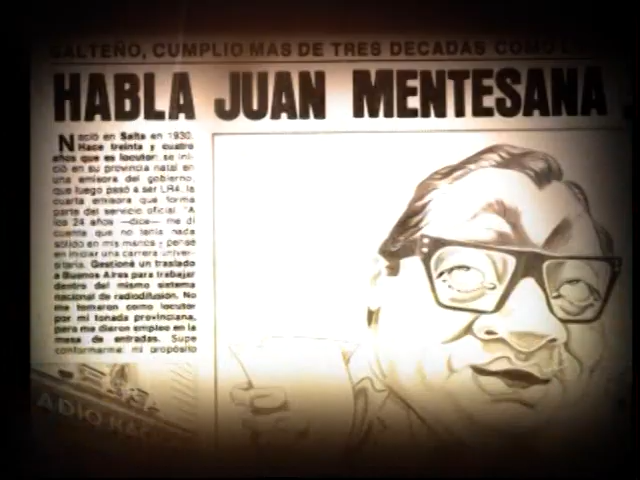 SALTEÑO, CUMPLIO MAS DE TRES DECADAS COMO
HABLA JUAN MENTESANA
Nació en Salta en 1930.
Hace treinta y cuatro
años que es locutor: se ini-
ció en su provincia natal en
una emisora del gobierno,
que luego pasó a ser LR4, la
cuarta emisora que forma
parte del servicio oficial. "A
los 24 años —dice— me di
cuenta que no tenía nada
sólido en mis manos y pensé
en iniciar una carrera univer-
sitaria. Gestioné un traslado
a Buenos Aires para trabajar
dentro del mismo sistema
nacional de radiodifusión. No
me tomaron como locutor
por mi tonada provinciana,
pero me dieron empleo en la
mesa de entradas. Supe
conformarme: mi propósito
ADIO NAC